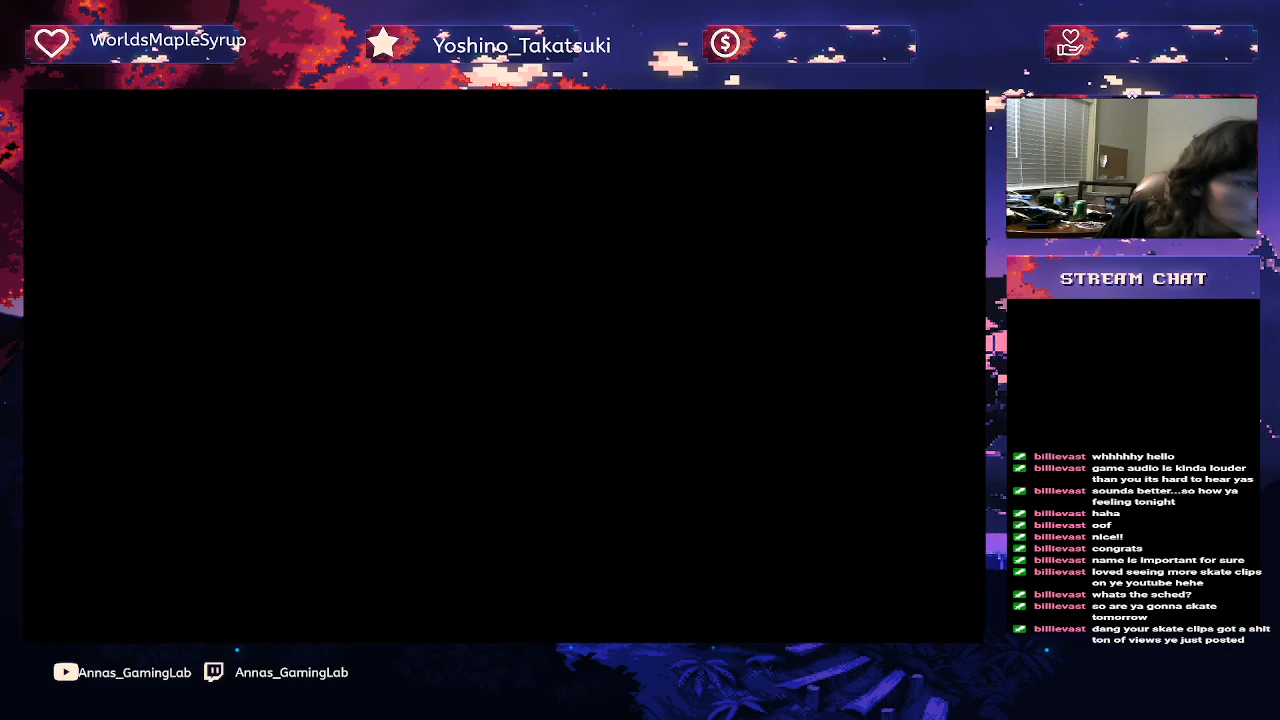 WorldsMapleSyrup
Yoshino_Takatsuki
STREAM CHAT
billievast whhhhhy hello
billievast game audio is kinda louder
than you its hard to hear yas
billievast sounds better...so how ya
feeling tonight
billievast haha
billievast oof
billievast nice!!
billievast congrats
billievast name is important for sure
billievast loved seeing more skate clips
on ye youtube hehe
billievast whats the sched?
billievast so are ya gonna skate
tomorrow
billievast dang your skate clips got a shit
ton of views ye just posted
Annas_GamingLab
Annas_GamingLab